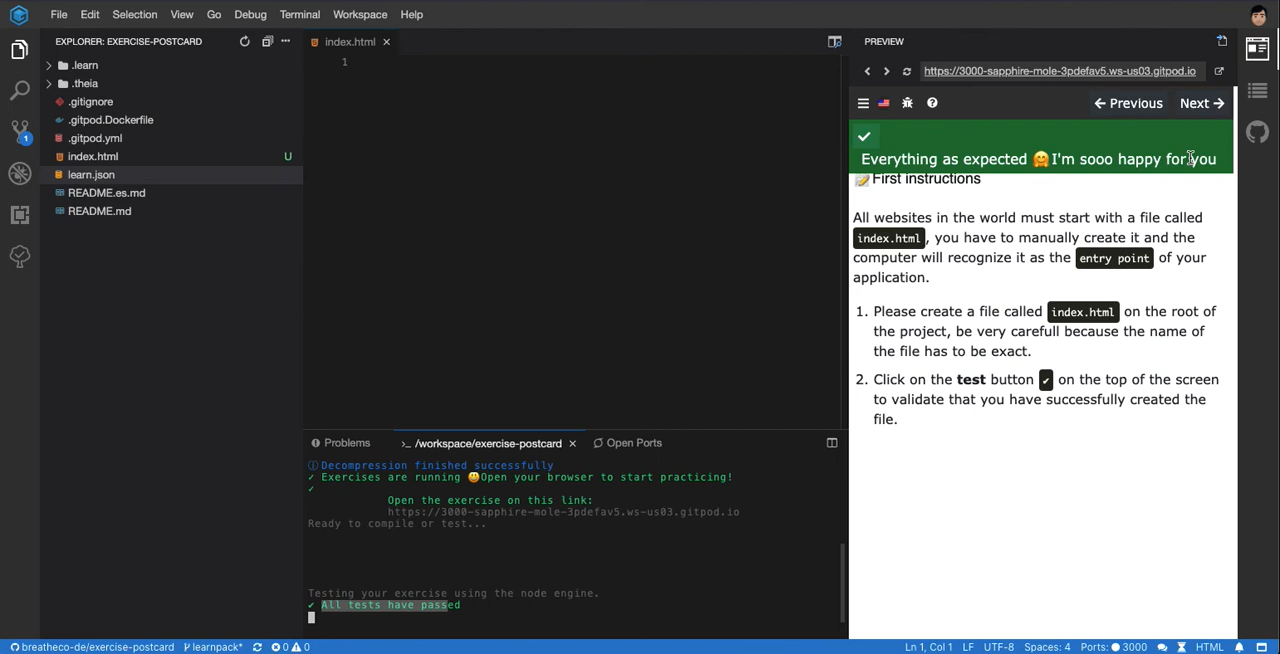 File Edit Selection View Go Debug Terminal Workspace Help
EXPLORER: EXERCISE-POSTCARD
.learn
.theia
.gitignore
.gitpod.Dockerfile
.gitpod.yml
index.html U
learn.json
README.es.md
README.md
index.html
1
Problems
/workspace/exercise-postcard
Open Ports
Decompression finished successfully
✓ Exercises are running 😀Open your browser to start practicing!
✓
Open the exercise on this link:
https://3000-sapphire-mole-3pdefav5.ws-us03.gitpod.io
Ready to compile or test...
Testing your exercise using the node engine.
✔ All tests have passed
PREVIEW
https://3000-sapphire-mole-3pdefav5.ws-us03.gitpod.io
← Previous Next →
Everything as expected 🤗 I'm sooo happy for you
📝 First instructions
All websites in the world must start with a file called
index.html , you have to manually create it and the
computer will recognize it as the entry point of your
application.
1. Please create a file called index.html on the root of
the project, be very carefull because the name of
the file has to be exact.
2. Click on the test button ✔ on the top of the screen
to validate that you have successfully created the
file.
1
breatheco-de/exercise-postcard learnpack* 0 0 Ln 1, Col 1 LF UTF-8 Spaces: 4 Ports: 3000 HTML